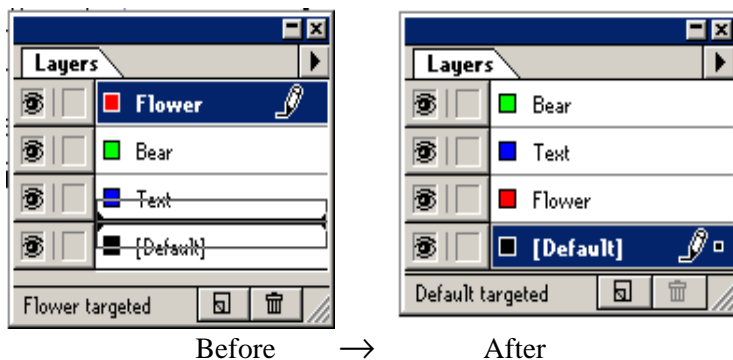 Layers
Flower
Bear
Text
[Default]
Flower targeted
Layers
Bear
Text
Flower
[Default]
Default targeted
Before → After